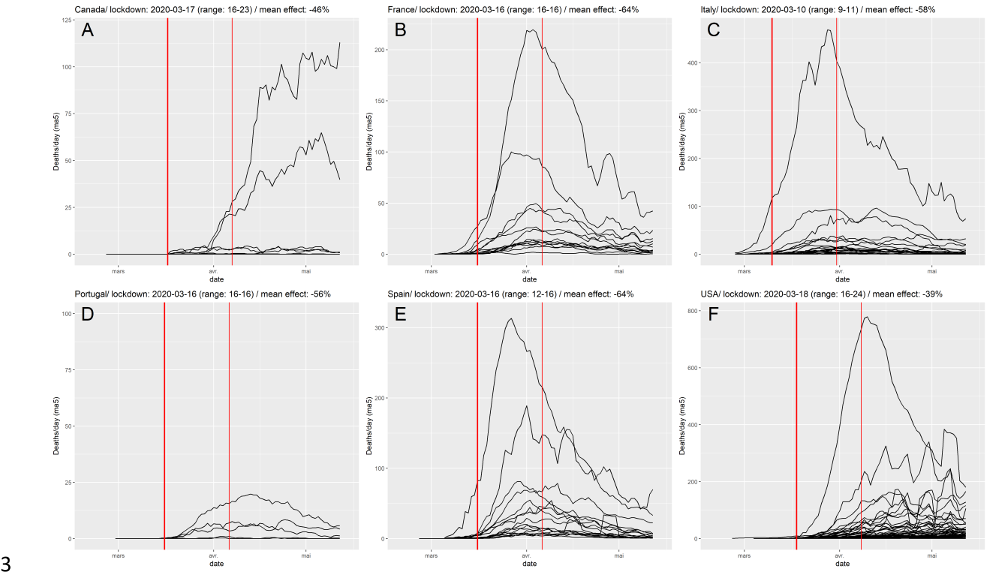 Canada/ lockdown: 2020-03-17 (range: 16-23) / mean effect: -46%
A
125
100
75
50
25
0
Deaths/day (ma5)
mars avr. mai
date
France/ lockdown: 2020-03-16 (range: 16-16) / mean effect: -64%
B
200
150
100
50
0
Deaths/day (ma5)
mars avr. mai
date
Italy/ lockdown: 2020-03-10 (range: 9-11) / mean effect: -58%
C
400
300
200
100
0
Deaths/day (ma5)
mars avr. mai
date
Portugal/ lockdown: 2020-03-16 (range: 16-16) / mean effect: -56%
D
100
75
50
25
0
Deaths/day (ma5)
mars avr. mai
date
Spain/ lockdown: 2020-03-16 (range: 12-16) / mean effect: -64%
E
300
200
100
0
Deaths/day (ma5)
mars avr. mai
date
USA/ lockdown: 2020-03-18 (range: 16-24) / mean effect: -39%
F
800
600
400
200
0
Deaths/day (ma5)
mars avr. mai
date
3